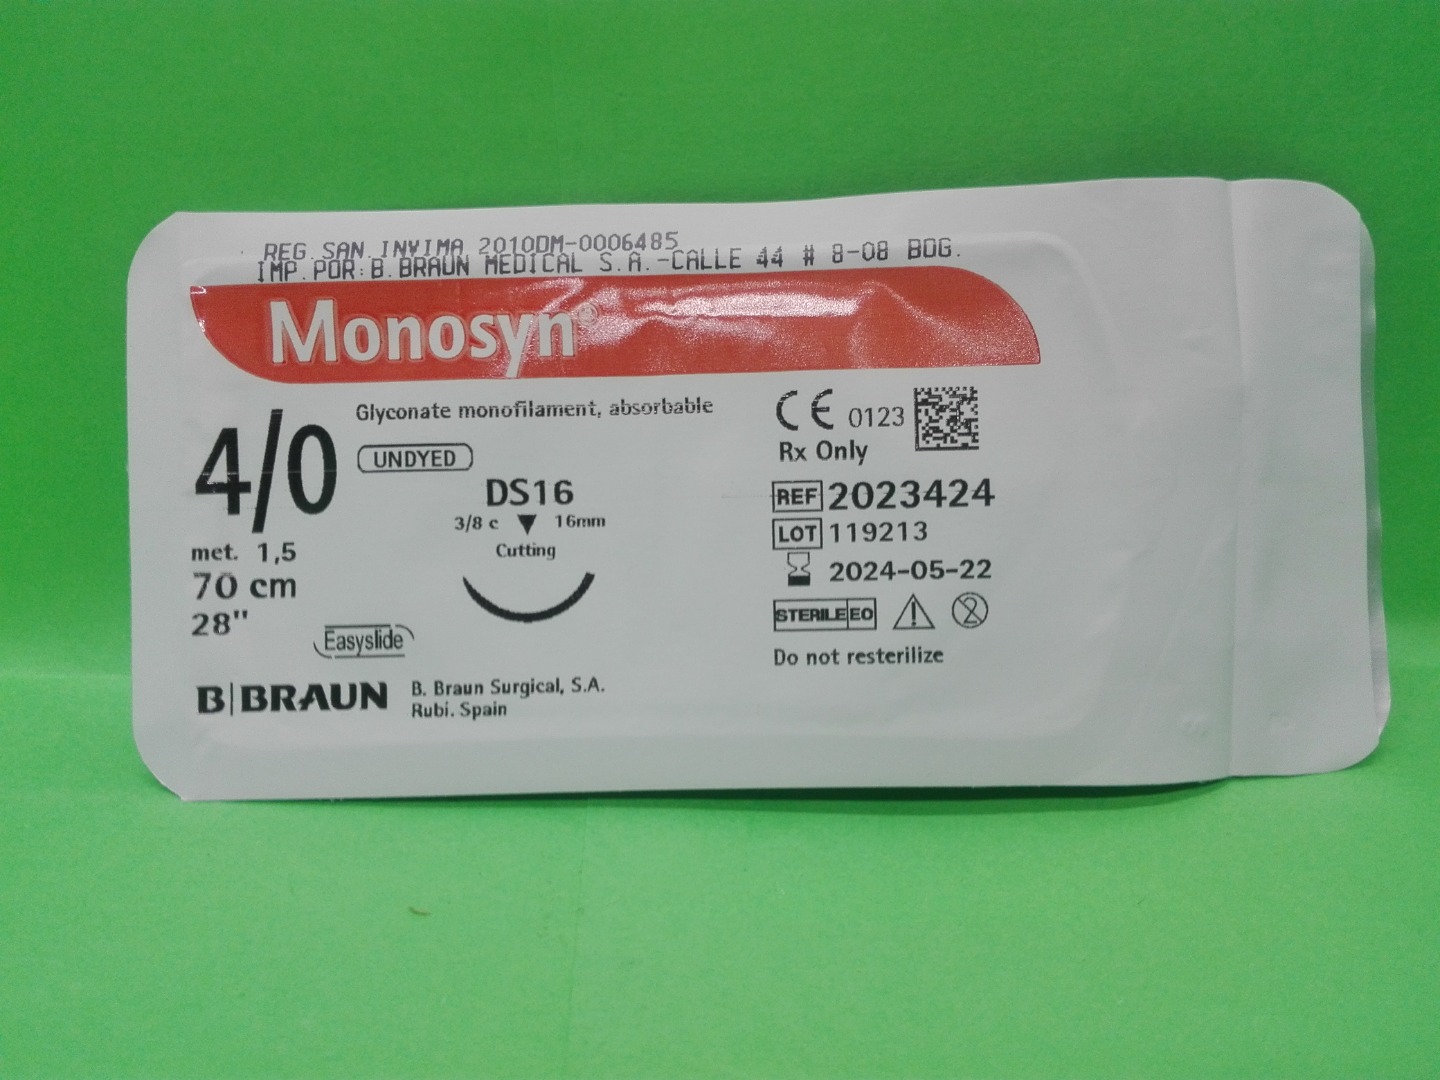 REG.SAN.INVIMA 2010DM-0006485
IMP.POR:B.BRAUN MEDICAL S.A.-CALLE 44 # 8-08 BOG.
Monosyn®
Glyconate monofilament, absorbable
4/0
UNDYED
DS16
3/8 c 16mm
Cutting
met. 1,5
70 cm
28"
Easyslide
B|BRAUN
B. Braun Surgical, S.A.
Rubi. Spain
CE 0123
Rx Only
REF 2023424
LOT 119213
2024-05-22
STERILE EO
2
Do not resterilize